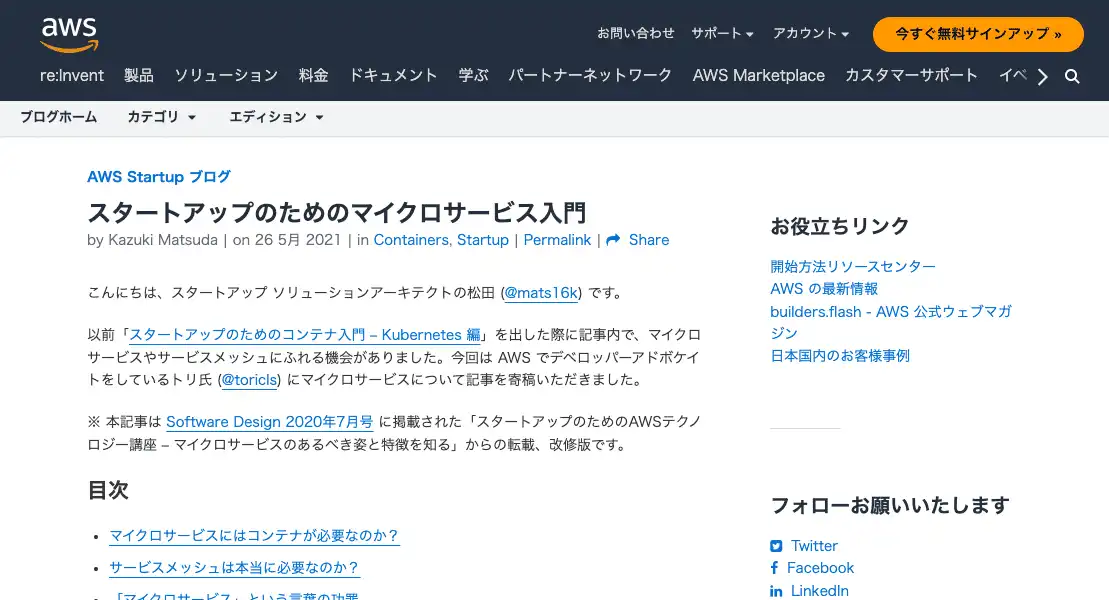 aws
お問い合わせ サポート アカウント 今すぐ無料サインアップ »
re:Invent 製品 ソリューション 料金 ドキュメント 学ぶ パートナーネットワーク AWS Marketplace カスタマーサポート イベ
ブログホーム カテゴリ エディション
AWS Startup ブログ
スタートアップのためのマイクロサービス入門
by Kazuki Matsuda | on 26 5月 2021 | in Containers, Startup | Permalink | Share
こんにちは、スタートアップ ソリューションアーキテクトの松田 (@mats16k) です。
以前「スタートアップのためのコンテナ入門 – Kubernetes 編」を出した際に記事内で、マイクロ
サービスやサービスメッシュにふれる機会がありました。今回は AWS でデベロッパーアドボケイ
トをしているトリ氏 (@toricls) にマイクロサービスについて記事を寄稿いただきました。
※ 本記事は Software Design 2020年7月号 に掲載された「スタートアップのためのAWSテクノ
ロジー講座 – マイクロサービスのあるべき姿と特徴を知る」からの転載、改修版です。
目次
• マイクロサービスにはコンテナが必要なのか？
• サービスメッシュは本当に必要なのか？
• 「マイクロサービス」という言葉の功罪
お役立ちリンク
開始方法リソースセンター
AWS の最新情報
builders.flash - AWS 公式ウェブマガ
ジン
日本国内のお客様事例
フォローお願いいたします
Twitter
Facebook
LinkedIn